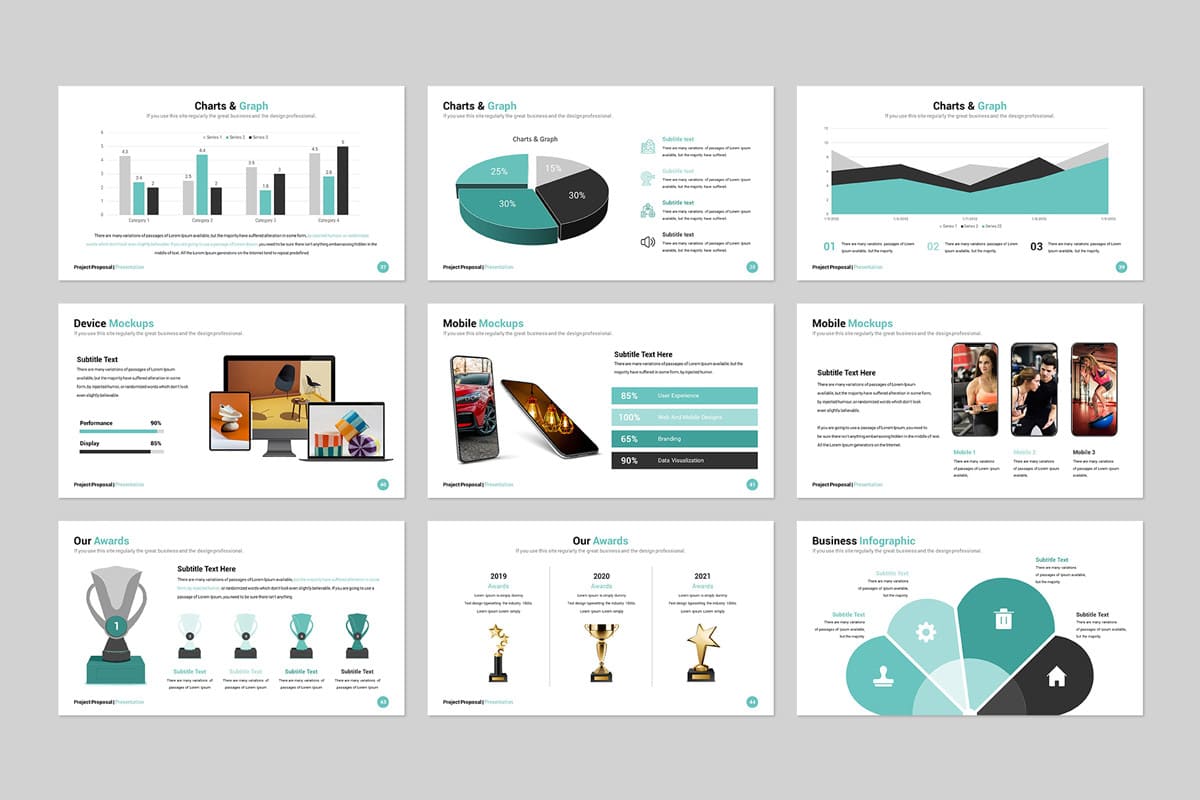 Charts & Graph
If you use this site regularly the great business and the design professional.
Series 1 Series 2 Series 3
6
5
4
3
2
1
0
4.3
2.4
2
2.5
4.4
2
3.5
1.8
3
4.5
2.8
5
Category 1 Category 2 Category 3 Category 4
There are many variations of passages of Lorem Ipsum available, but the majority have suffered alteration in some form, by injected humour, or randomized
words which don't look even slightly believable. If you are going to use a passage of Lorem Ipsum, you need to be sure there isn't anything embarrassing hidden in the
middle of text. All the Lorem Ipsum generators on the Internet tend to repeat predefined.
Project Proposal | Presentation
37
Charts & Graph
If you use this site regularly the great business and the design professional.
Charts & Graph
25%
15%
30%
30%
Subtitle text
There are many variations of passages of Lorem Ipsum
available, but the majority have suffered.
Subtitle text
There are many variations of passages of Lorem Ipsum
available, but the majority have suffered.
Subtitle text
There are many variations of passages of Lorem Ipsum
available, but the majority have suffered.
Subtitle text
There are many variations of passages of Lorem Ipsum
available, but the majority have suffered.
Project Proposal | Presentation
38
Charts & Graph
If you use this site regularly the great business and the design professional.
12
10
8
6
4
2
0
Series 1 Series 2
01
There are many variations passages of Lorem
Ipsum available, but the majority.
02
There are many variations passages of Lorem
Ipsum available, but the majority.
03
There are many variations passages of Lorem
Ipsum available, but the majority.
Project Proposal | Presentation
39
Device Mockups
If you use this site regularly the great business and the design professional.
Subtitle Text
There are many variations of passages of Lorem Ipsum
available, but the majority have suffered alteration in some
form, by injected humour, or randomized words which don't look
even slightly believable.
Performance 90%
Display 85%
Project Proposal | Presentation
40
Mobile Mockups
If you use this site regularly the great business and the design professional.
Subtitle Text Here
There are many variations of passages of Lorem Ipsum available, but the
majority have suffered in some form, by injected humor.
85% User Experience
100% Web And Mobile Designs
65% Branding
90% Data Visualization
Project Proposal | Presentation
41
Mobile Mockups
If you use this site regularly the great business and the design professional.
Subtitle Text Here
There are many variations of passages of Lorem Ipsum
available, but the majority have suffered alteration in some form,
by injected humour, or randomized words which don't look
even slightly believable.
If you are going to use a passage of Lorem Ipsum, you need to
be sure there isn't anything embarrassing hidden in the middle of text.
All the Lorem Ipsum generators on the Internet.
Mobile 1
There are many variations
of passages of Lorem Ipsum
available.
Mobile 2
There are many variations
of passages of Lorem Ipsum
available.
Mobile 3
There are many variations
of passages of Lorem Ipsum
available.
Project Proposal | Presentation
Our Awards
If you use this site regularly the great business and the design professional.
1
Subtitle Text Here
There are many variations of passages of Lorem Ipsum available, but the majority have suffered alteration in some
form, by injected humour, or randomized words which don't look even slightly believable. If you are going to use a
passage of Lorem Ipsum, you need to be sure there isn't anything.
Subtitle Text
There are many variations of
passages of Lorem Ipsum
Subtitle Text
There are many variations of
passages of Lorem Ipsum
Subtitle Text
There are many variations of
passages of Lorem Ipsum
Subtitle Text
There are many variations of
passages of Lorem Ipsum
Project Proposal | Presentation
43
Our Awards
If you use this site regularly the great business and the design professional.
2019
Awards
Lorem Ipsum is simply dummy
Text design typesetting the industry 1500s
Lorem Ipsum Lorem simply.
2020
Awards
Lorem Ipsum is simply dummy
Text design typesetting the industry 1500s
Lorem Ipsum Lorem simply.
2021
Awards
Lorem Ipsum is simply dummy
Text design typesetting the industry 1500s
Lorem Ipsum Lorem simply.
Project Proposal | Presentation
44
Business Infographic
If you use this site regularly the great business and the design professional.
Subtitle Text
There are many variations
of passages of Lorem Ipsum available,
but the majority.
Subtitle Text
There are many variations
of passages of Lorem Ipsum available,
but the majority.
Subtitle Text
There are many variations
of passages of Lorem Ipsum available,
but the majority.
Subtitle Text
There are many variations
of passages of Lorem Ipsum available,
but the majority.